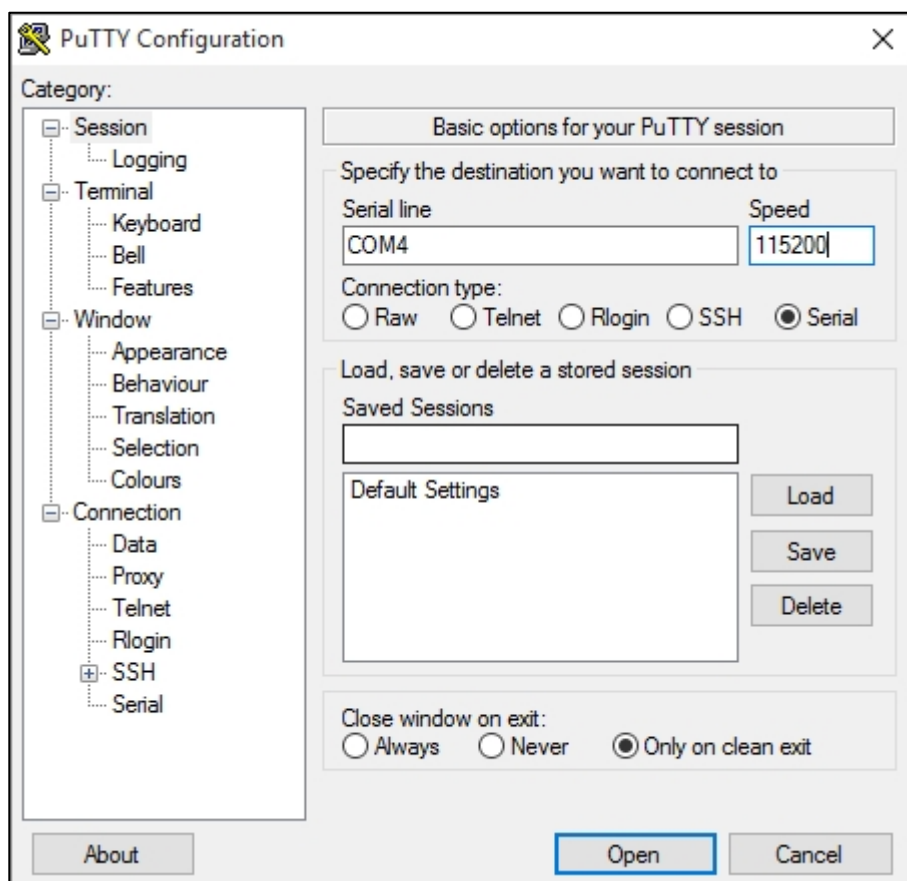 PuTTY Configuration
Category:
Session
Logging
Terminal
Keyboard
Bell
Features
Window
Appearance
Behaviour
Translation
Selection
Colours
Connection
Data
Proxy
Telnet
Rlogin
SSH
Serial
Basic options for your PuTTY session
Specify the destination you want to connect to
Serial line Speed
COM4 115200
Connection type:
Raw Telnet Rlogin SSH Serial
Load, save or delete a stored session
Saved Sessions
Default Settings
Load
Save
Delete
Close window on exit:
Always Never Only on clean exit
About Open Cancel